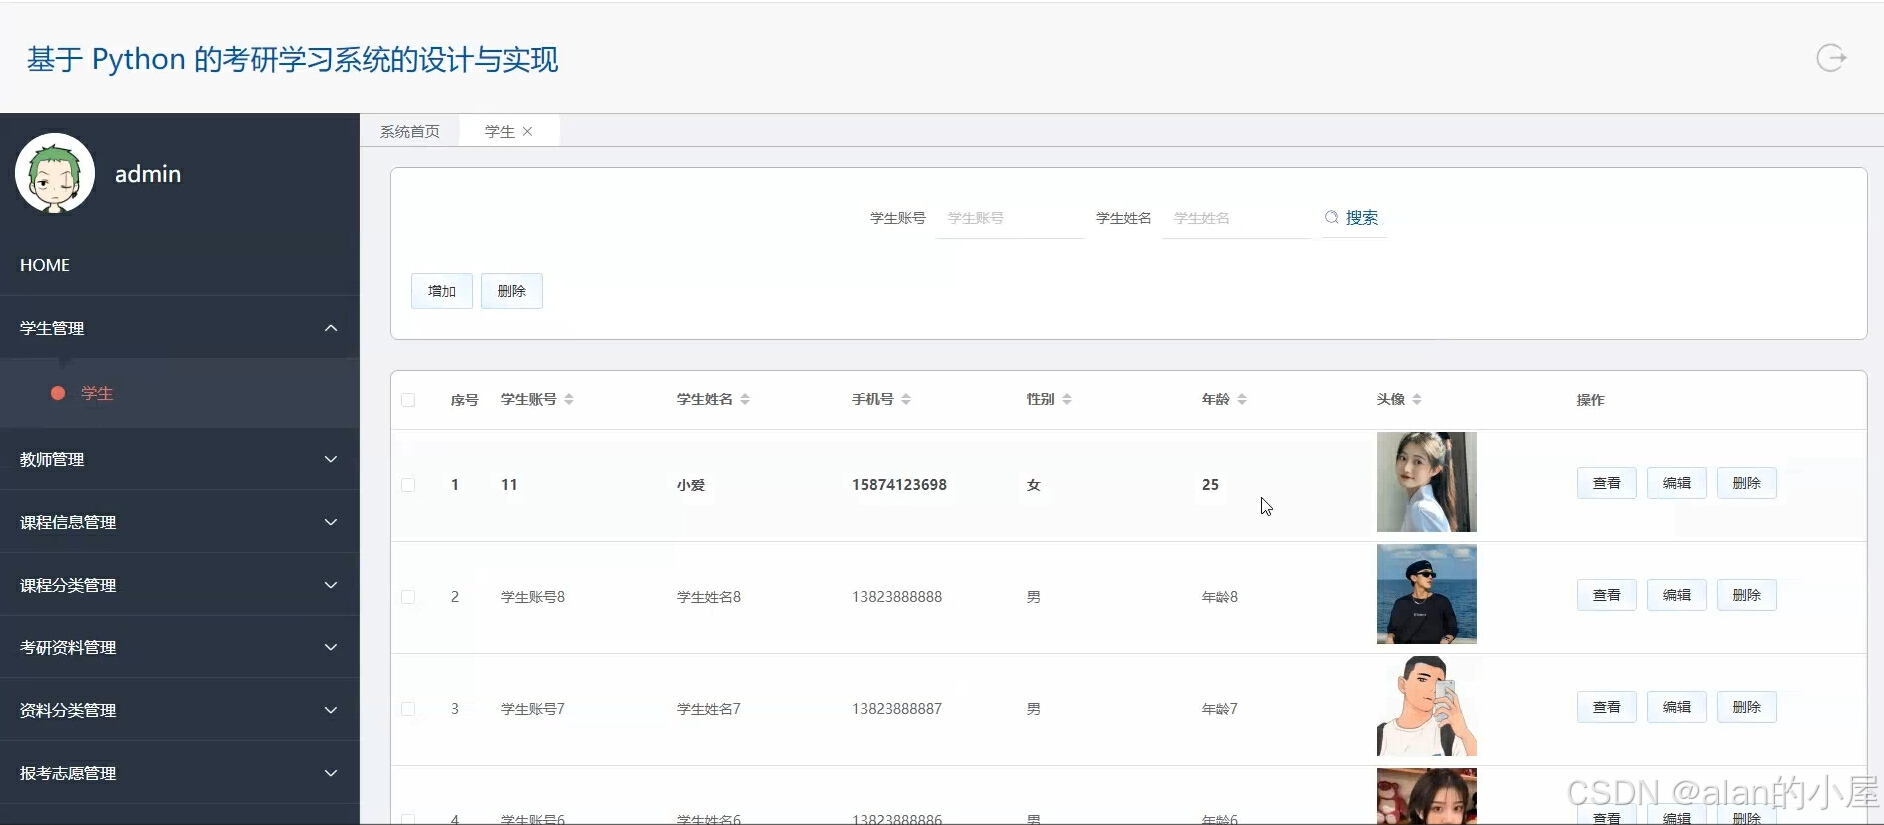 基于 Python 的考研学习系统的设计与实现
admin
HOME
学生管理
学生
教师管理
课程信息管理
课程分类管理
考研资料管理
资料分类管理
报考志愿管理
系统首页 学生
学生账号 学生账号 学生姓名 学生姓名 搜索
增加 删除
序号 学生账号 学生姓名 手机号 性别 年龄 头像 操作
1 11 小爱 15874123698 女 25 查看 编辑 删除
2 学生账号8 学生姓名8 13823888888 男 年龄8 查看 编辑 删除
3 学生账号7 学生姓名7 13823888887 男 年龄7 查看 编辑 删除
4 学生账号6 学生姓名6 13823888886 男 年龄6 查看 编辑 删除
CSDN @alan的小屋